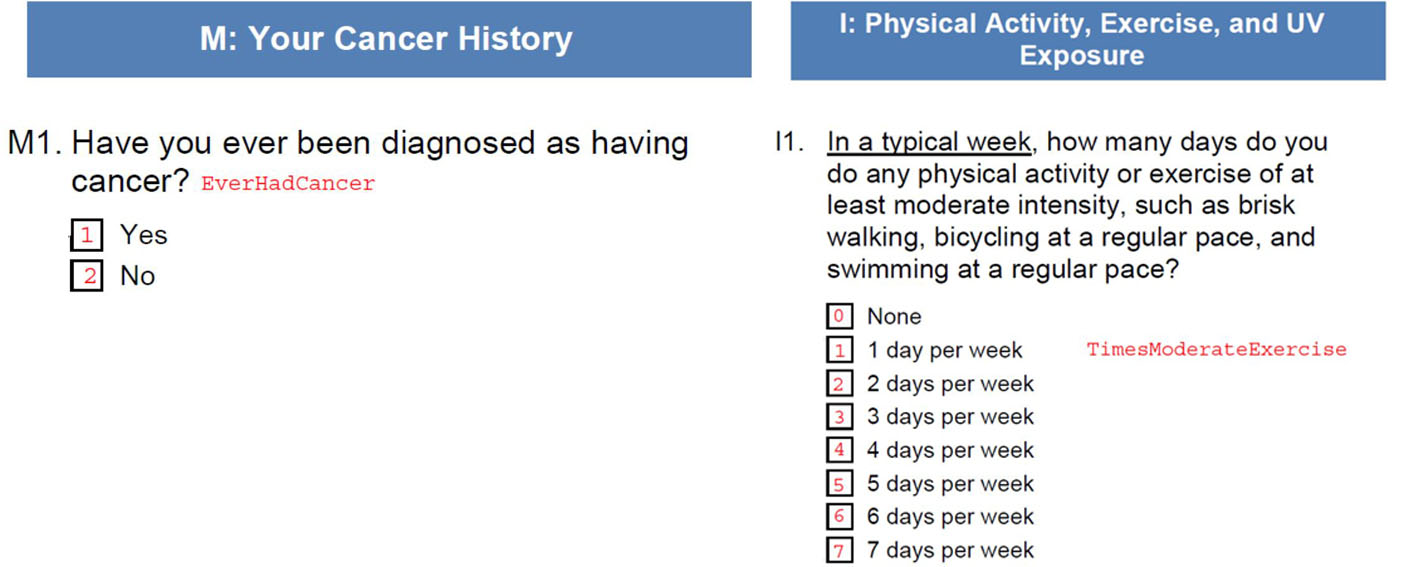 M: Your Cancer History
M1. Have you ever been diagnosed as having
cancer? EverHadCancer
1 Yes
2 No
I: Physical Activity, Exercise, and UV
Exposure
I1. In a typical week, how many days do you
do any physical activity or exercise of at
least moderate intensity, such as brisk
walking, bicycling at a regular pace, and
swimming at a regular pace?
0 None
1 1 day per week TimesModerateExercise
2 2 days per week
3 3 days per week
4 4 days per week
5 5 days per week
6 6 days per week
7 7 days per week